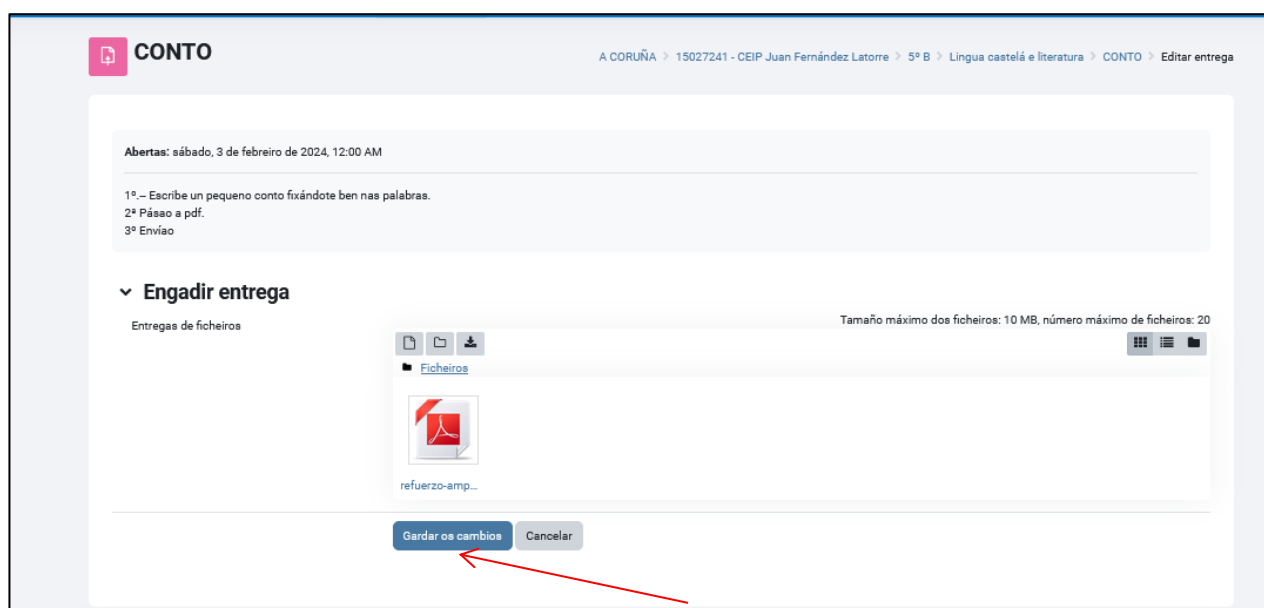 CONTO
A CORUÑA > 15027241 - CEIP Juan Fernández Latorre > 5º B > Lingua castelá e literatura > CONTO > Editar entrega
Abertas: sábado, 3 de febreiro de 2024, 12:00 AM
1º.– Escribe un pequeno conto fixándote ben nas palabras.
2ª Pásao a pdf.
3º Envíao
Engadir entrega
Entregas de ficheiros
Tamaño máximo dos ficheiros: 10 MB, número máximo de ficheiros: 20
Ficheiros
refuerzo-amp...
Gardar os cambios Cancelar